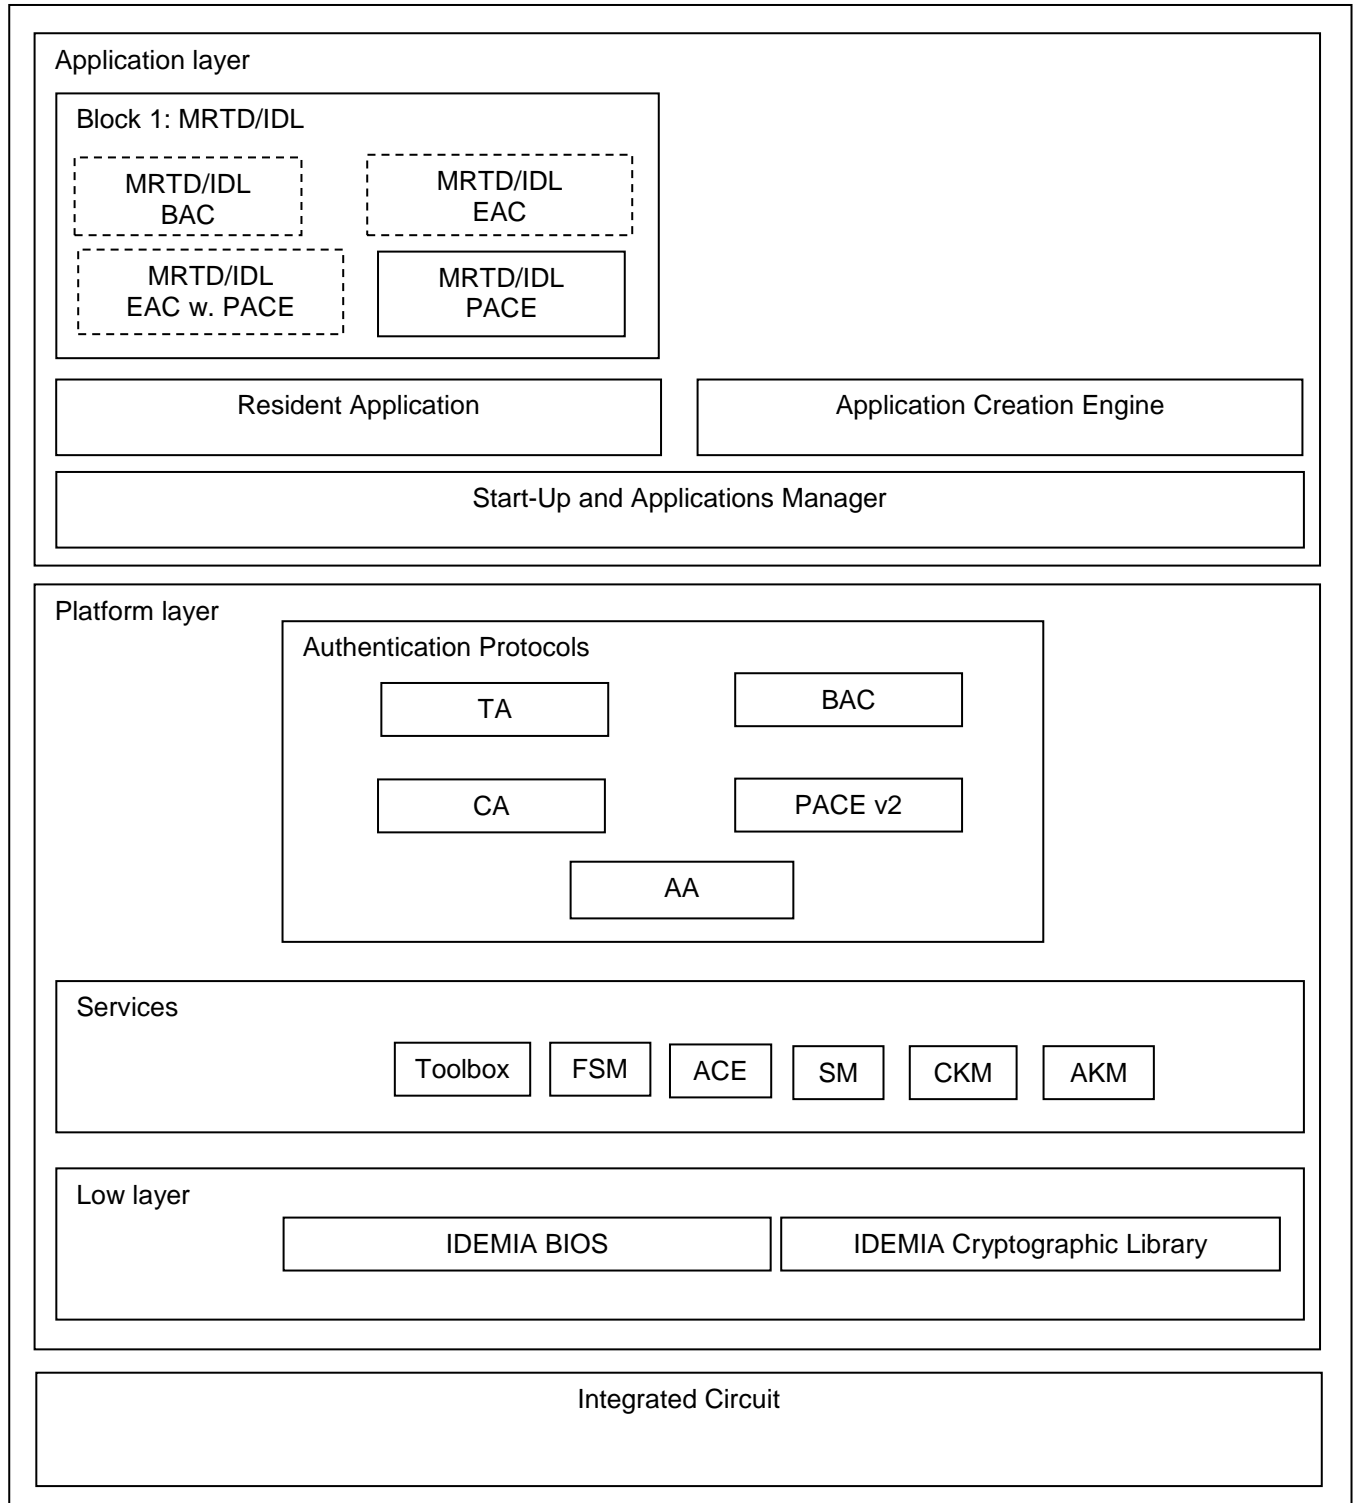 Application layer
Block 1: MRTD/IDL
MRTD/IDL
BAC
MRTD/IDL
EAC
MRTD/IDL
EAC w. PACE
MRTD/IDL
PACE
Resident Application
Application Creation Engine
Start-Up and Applications Manager
Platform layer
Authentication Protocols
TA
BAC
CA
PACE v2
AA
Services
Toolbox
FSM
ACE
SM
CKM
AKM
Low layer
IDEMIA BIOS
IDEMIA Cryptographic Library
Integrated Circuit